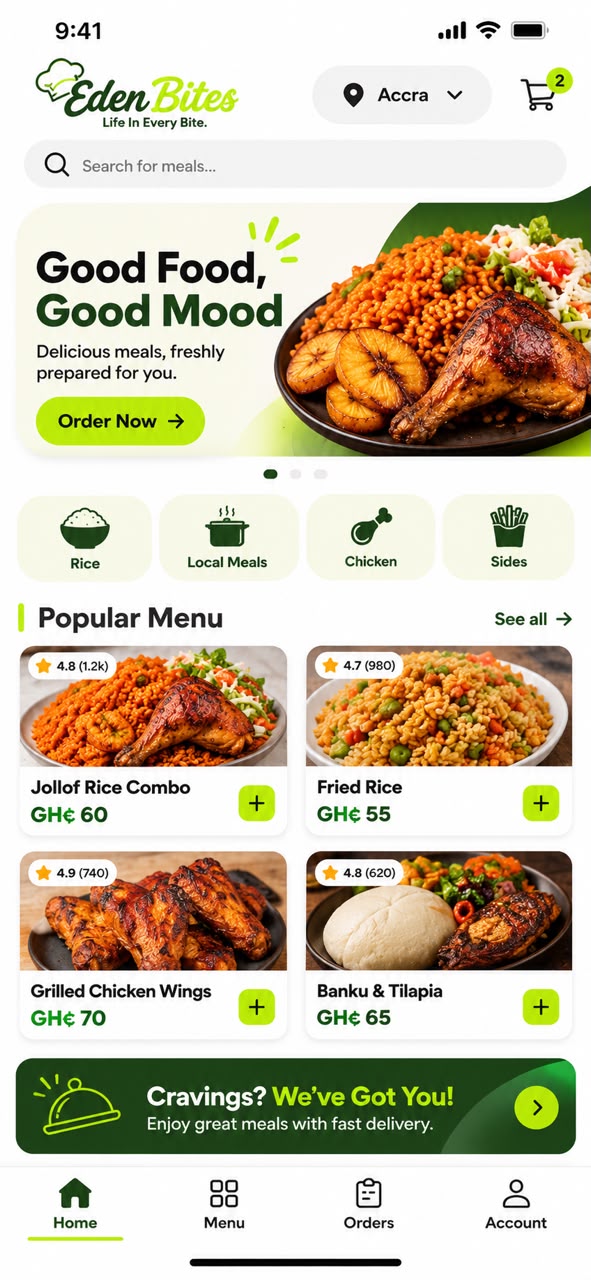 9:41
Eden Bites
Life In Every Bite.
Accra
2
Search for meals...
Good Food,
Good Mood
Delicious meals, freshly
prepared for you.
Order Now →
Rice
Local Meals
Chicken
Sides
Popular Menu
See all →
4.8 (1.2k)
4.7 (980)
Jollof Rice Combo
GH¢ 60
Fried Rice
GH¢ 55
4.9 (740)
4.8 (620)
Grilled Chicken Wings
GH¢ 70
Banku & Tilapia
GH¢ 65
Cravings? We've Got You!
Enjoy great meals with fast delivery.
Home
Menu
Orders
Account